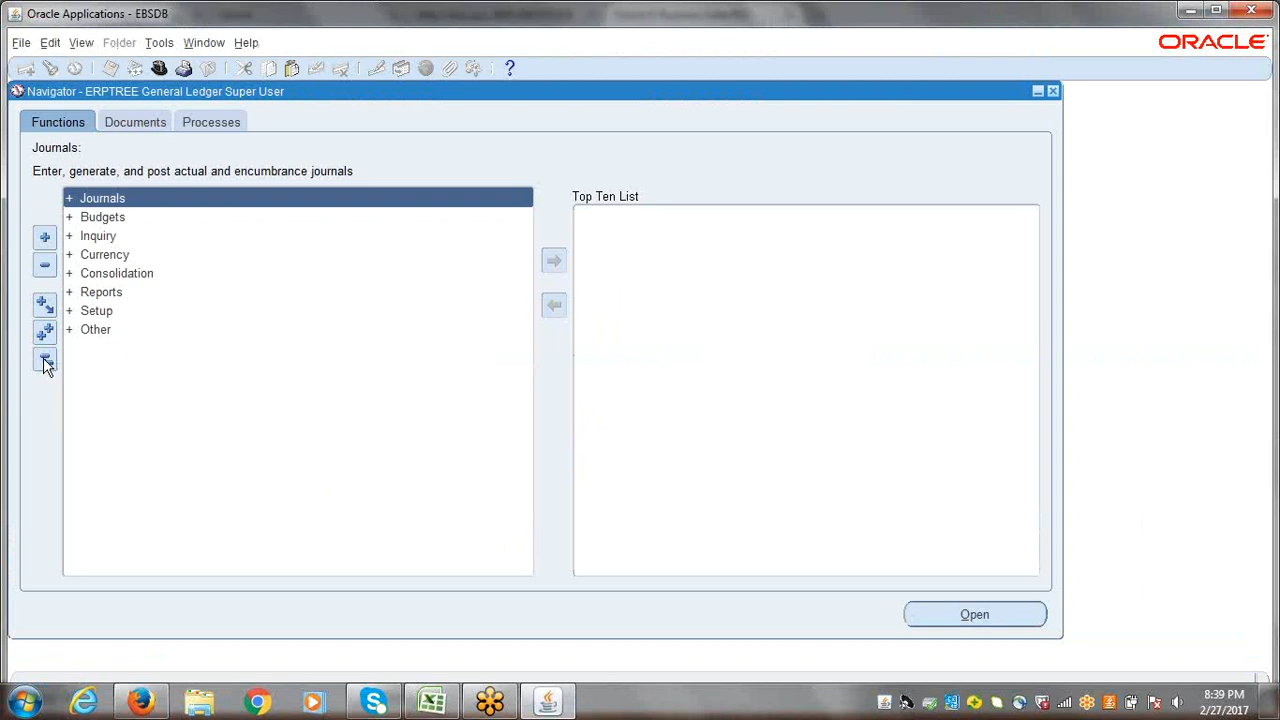 Oracle Applications - EBSDB
File Edit View Folder Tools Window Help
ORACLE
?
Navigator - ERPTREE General Ledger Super User
Functions Documents Processes
Journals:
Enter, generate, and post actual and encumbrance journals
Top Ten List
+ Journals
+ Budgets
+ Inquiry
+ Currency
+ Consolidation
+ Reports
+ Setup
+ Other
Open
8:39 PM
2/27/2017